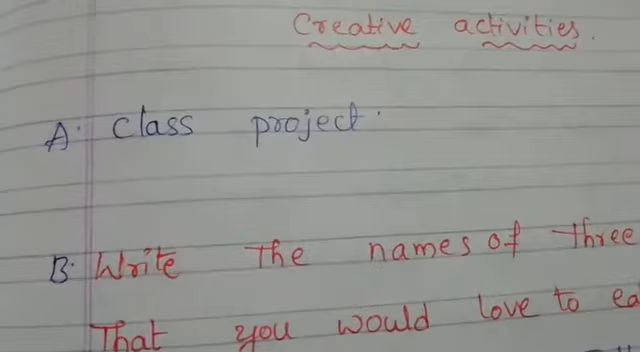 Creative activities.
A. class project.
B. Write the names of three
That you would love to